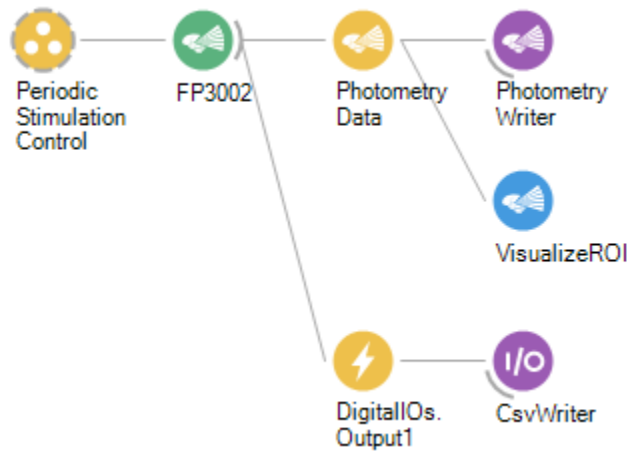 Periodic
Stimulation
Control
FP3002
Photometry
Data
Photometry
Writer
VisualizeROI
DigitalIOs.
Output1
I/O
CsvWriter